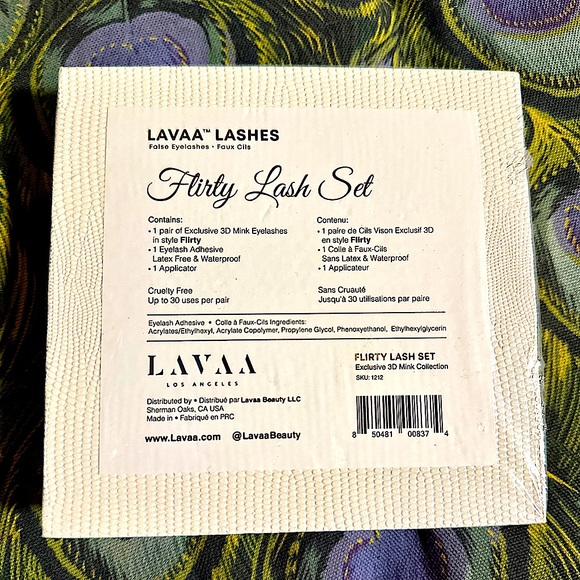 LAVAA™ LASHES
False Eyelashes • Faux Cils
Flirty Lash Set
Contains:
• 1 pair of Exclusive 3D Mink Eyelashes
in style Flirty
• 1 Eyelash Adhesive
Latex Free & Waterproof
• 1 Applicator
Cruelty Free
Up to 30 uses per pair
Contenu:
• 1 paire de Cils Vison Exclusif 3D
en style Flirty
• 1 Colle à Faux-Cils
Sans Latex & Waterproof
• 1 Applicateur
Sans Cruauté
Jusqu'à 30 utilisations par paire
Eyelash Adhesive • Colle à Faux-Cils Ingredients:
Acrylates/Ethylhexyl, Acrylate Copolymer, Propylene Glycol, Phenoxyethanol, Ethylhexylglycerin
LAVAA
LOS ANGELES
Distributed by • Distribué par Lavaa Beauty LLC
Sherman Oaks, CA USA
Made in • Fabriqué en PRC
www.Lavaa.com @LavaaBeauty
FLIRTY LASH SET
Exclusive 3D Mink Collection
SKU: 1212
8 50481 00837 4